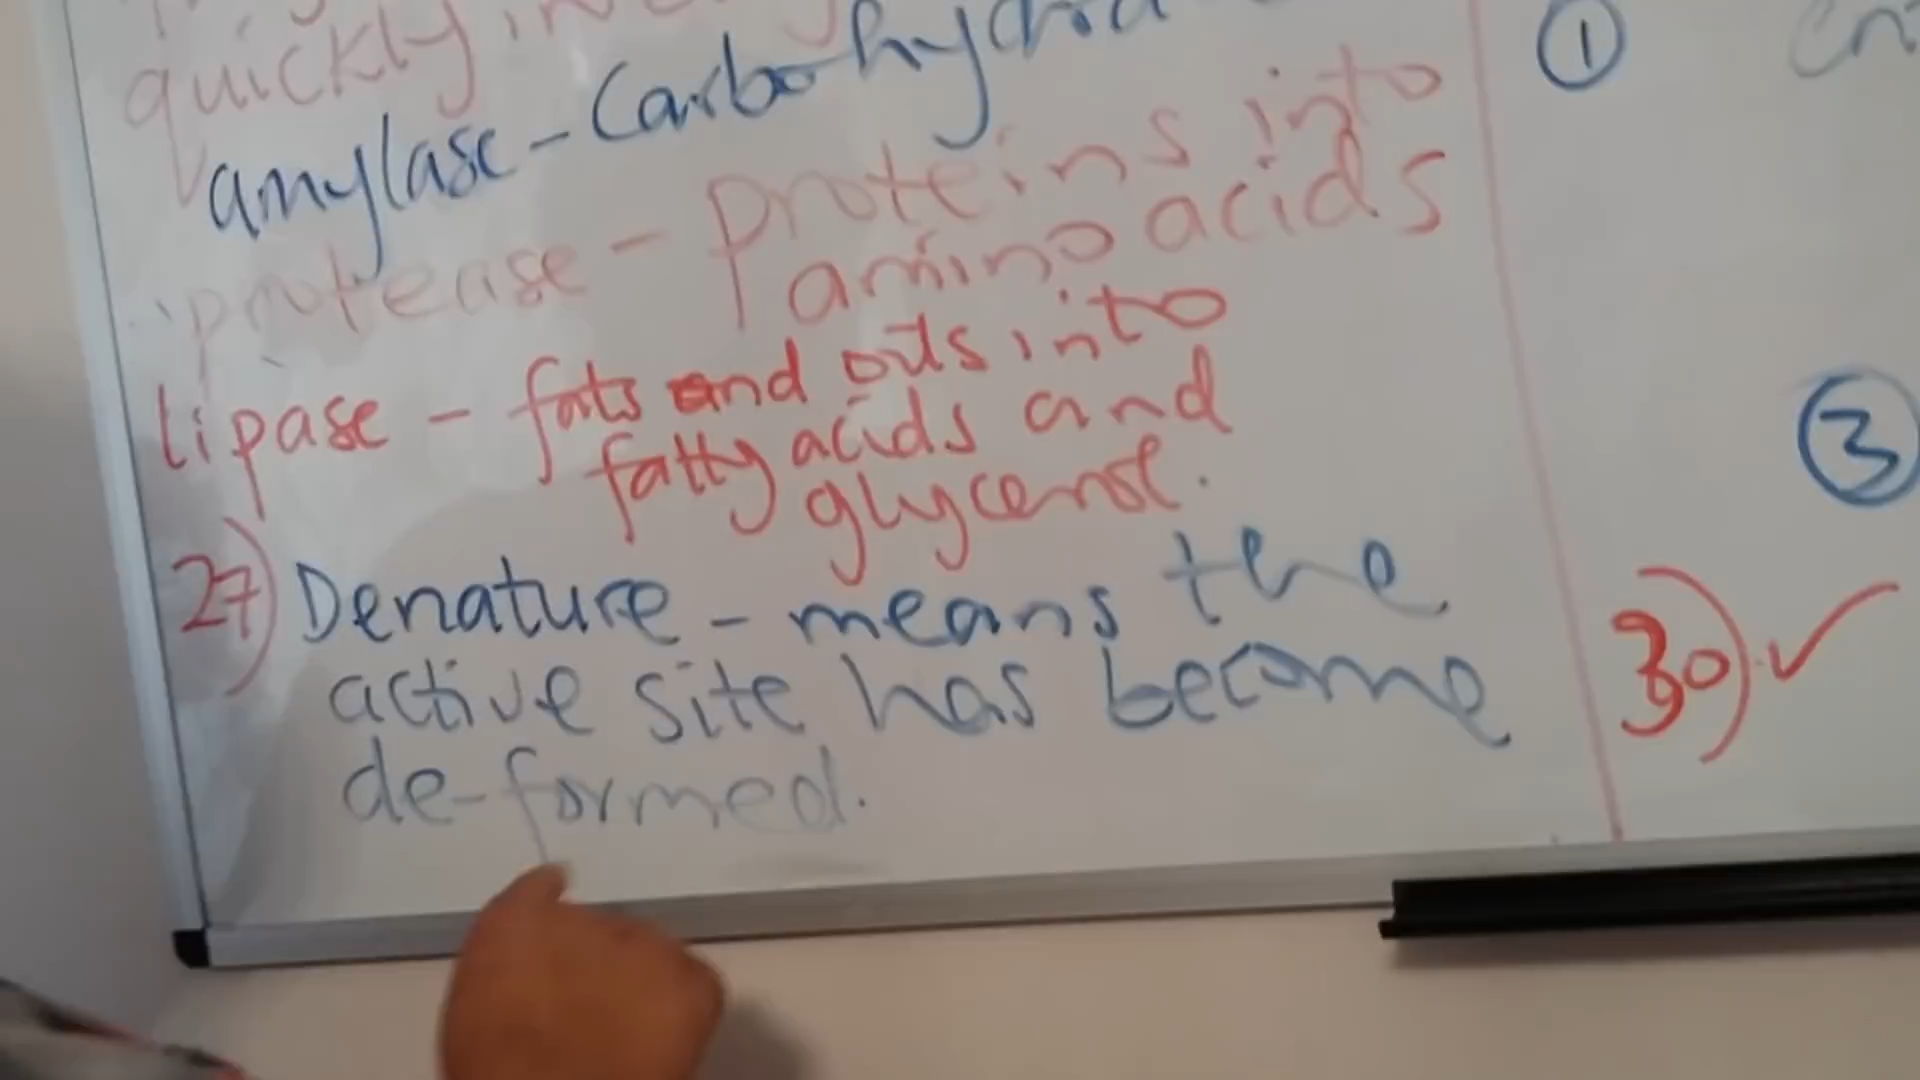 quickly in
amylase - Carbohydra
protease - proteins into
amino acids
lipase - fats and oils into
fatty acids and
glycerol.
27) Denature - means the
active site has become
de-formed.
1
3
30) ✓